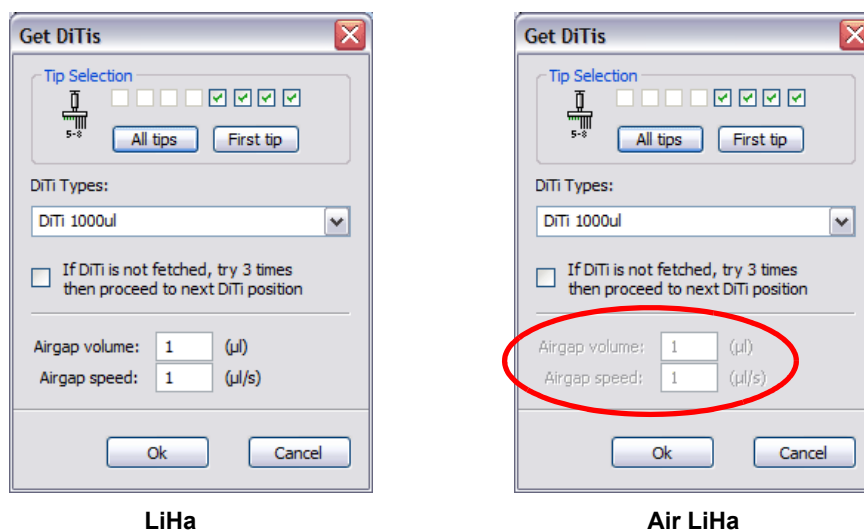 Get DiTis
Tip Selection
5-8
All tips
First tip
DiTi Types:
DiTi 1000ul
If DiTi is not fetched, try 3 times
then proceed to next DiTi position
Airgap volume: 1 (µl)
Airgap speed: 1 (µl/s)
Ok
Cancel
LiHa
Get DiTis
Tip Selection
5-8
All tips
First tip
DiTi Types:
DiTi 1000ul
If DiTi is not fetched, try 3 times
then proceed to next DiTi position
Airgap volume: 1 (µl)
Airgap speed: 1 (µl/s)
Ok
Cancel
Air LiHa